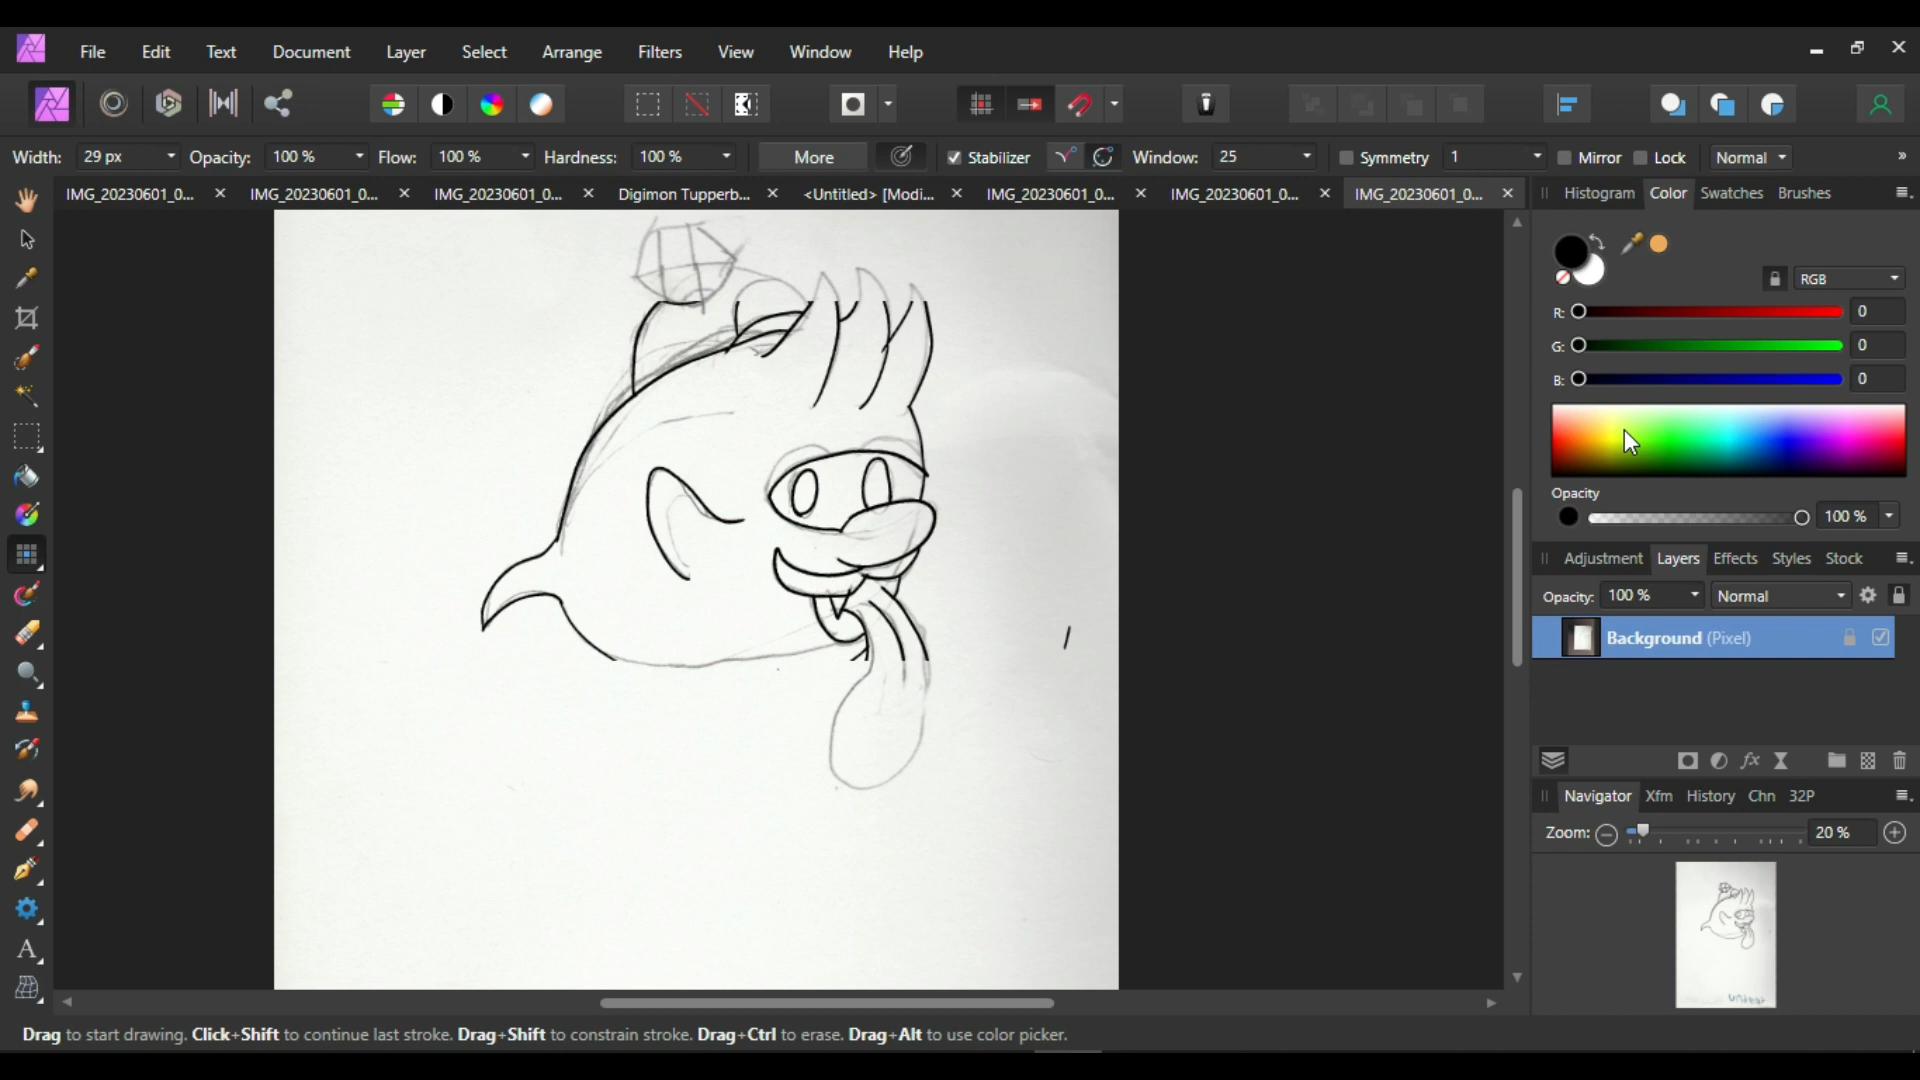 File Edit Text Document Layer Select Arrange Filters View Window Help
Width: 29 px Opacity: 100 % Flow: 100 % Hardness: 100 % More Stabilizer Window: 25 Symmetry 1 Mirror Lock Normal »
IMG_20230601_0... IMG_20230601_0... IMG_20230601_0... Digimon Tupperb... <Untitled> [Modi... IMG_20230601_0... IMG_20230601_0... IMG_20230601_0...
Histogram Color Swatches Brushes
RGB
R: 0
G: 0
B: 0
Opacity
100 %
Adjustment Layers Effects Styles Stock
Opacity: 100 % Normal
Background (Pixel)
fx
Navigator Xfm History Chn 32P
Zoom: 20 %
A
Drag to start drawing. Click+Shift to continue last stroke. Drag+Shift to constrain stroke. Drag+Ctrl to erase. Drag+Alt to use color picker.